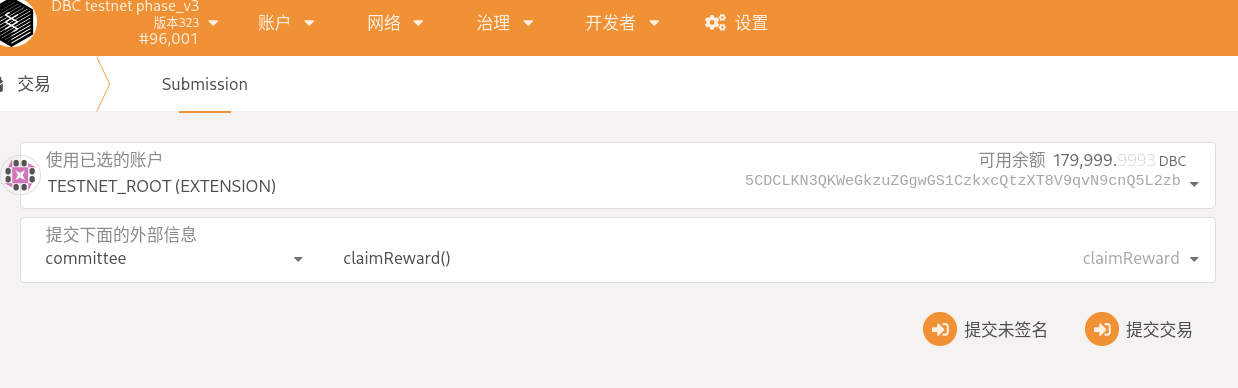 DBC testnet phase_v3
版本323
#96,001
账户
网络
治理
开发者
设置
交易
Submission
使用已选的账户
可用余额 179,999.9993 DBC
TESTNET_ROOT (EXTENSION)
5CDCLKN3QKWeGkzuZGgwGS1CzkxcQtzXT8V9qvN9cnQ5L2zb
提交下面的外部信息
committee
claimReward()
claimReward
提交未签名
提交交易